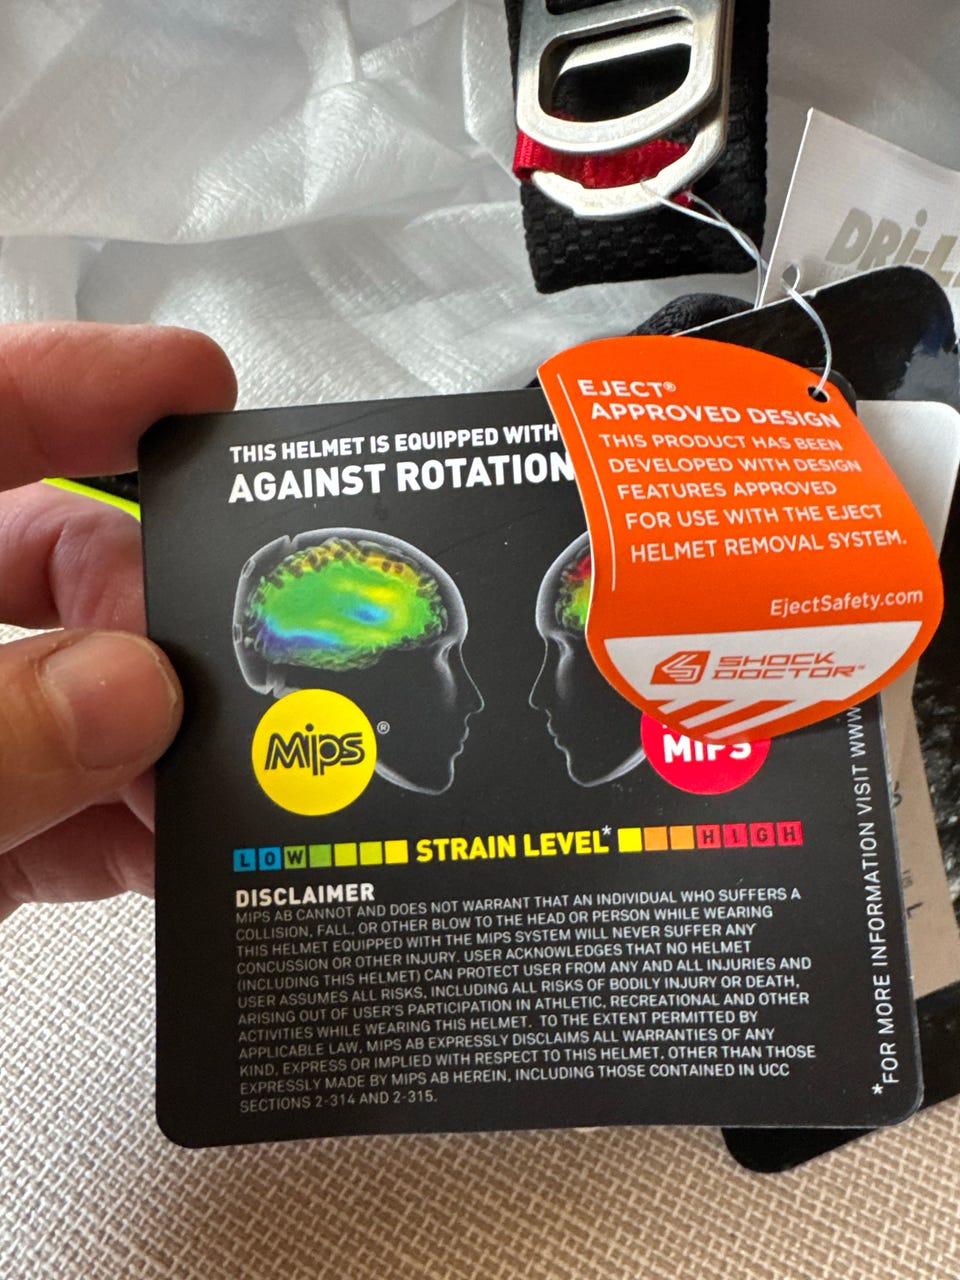 DRi-L
EJECT®
APPROVED DESIGN
THIS PRODUCT HAS BEEN
DEVELOPED WITH DESIGN
FEATURES APPROVED
FOR USE WITH THE EJECT
HELMET REMOVAL SYSTEM.
EjectSafety.com
SHOCK
DOCTOR™
THIS HELMET IS EQUIPPED WITH
AGAINST ROTATION
Mips®
MIPS
LOW STRAIN LEVEL* HIGH
DISCLAIMER
MIPS AB CANNOT AND DOES NOT WARRANT THAT AN INDIVIDUAL WHO SUFFERS A
COLLISION, FALL, OR OTHER BLOW TO THE HEAD OR PERSON WHILE WEARING
THIS HELMET EQUIPPED WITH THE MIPS SYSTEM WILL NEVER SUFFER ANY
CONCUSSION OR OTHER INJURY. USER ACKNOWLEDGES THAT NO HELMET
(INCLUDING THIS HELMET) CAN PROTECT USER FROM ANY AND ALL INJURIES AND
USER ASSUMES ALL RISKS, INCLUDING ALL RISKS OF BODILY INJURY OR DEATH,
ARISING OUT OF USER'S PARTICIPATION IN ATHLETIC, RECREATIONAL AND OTHER
ACTIVITIES WHILE WEARING THIS HELMET. TO THE EXTENT PERMITTED BY
APPLICABLE LAW, MIPS AB EXPRESSLY DISCLAIMS ALL WARRANTIES OF ANY
KIND, EXPRESS OR IMPLIED WITH RESPECT TO THIS HELMET, OTHER THAN THOSE
EXPRESSLY MADE BY MIPS AB HEREIN, INCLUDING THOSE CONTAINED IN UCC
SECTIONS 2-314 AND 2-315.
*FOR MORE INFORMATION VISIT WWW